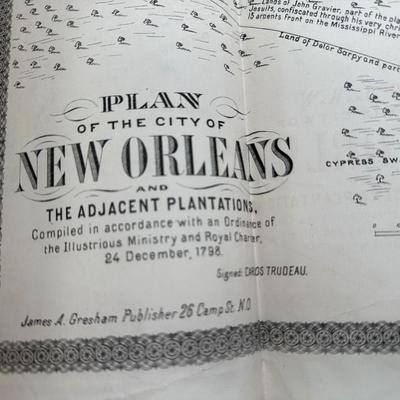 Lands of John Gravier, part of the pla
Jesuits, confiscated through his very chri
15 arpents front on the Mississippi River
Land of Delor Sarpy and part
PLAN
OF THE CITY OF
NEW ORLEANS
AND
THE ADJACENT PLANTATIONS.
Compiled in accordance with an Ordinance of
the Illustrious Ministry and Royal Charter,
24 December, 1798.
Signed: CARLOS TRUDEAU.
CYPRESS SW
James A. Gresham Publisher 26 Camp St. N.O.